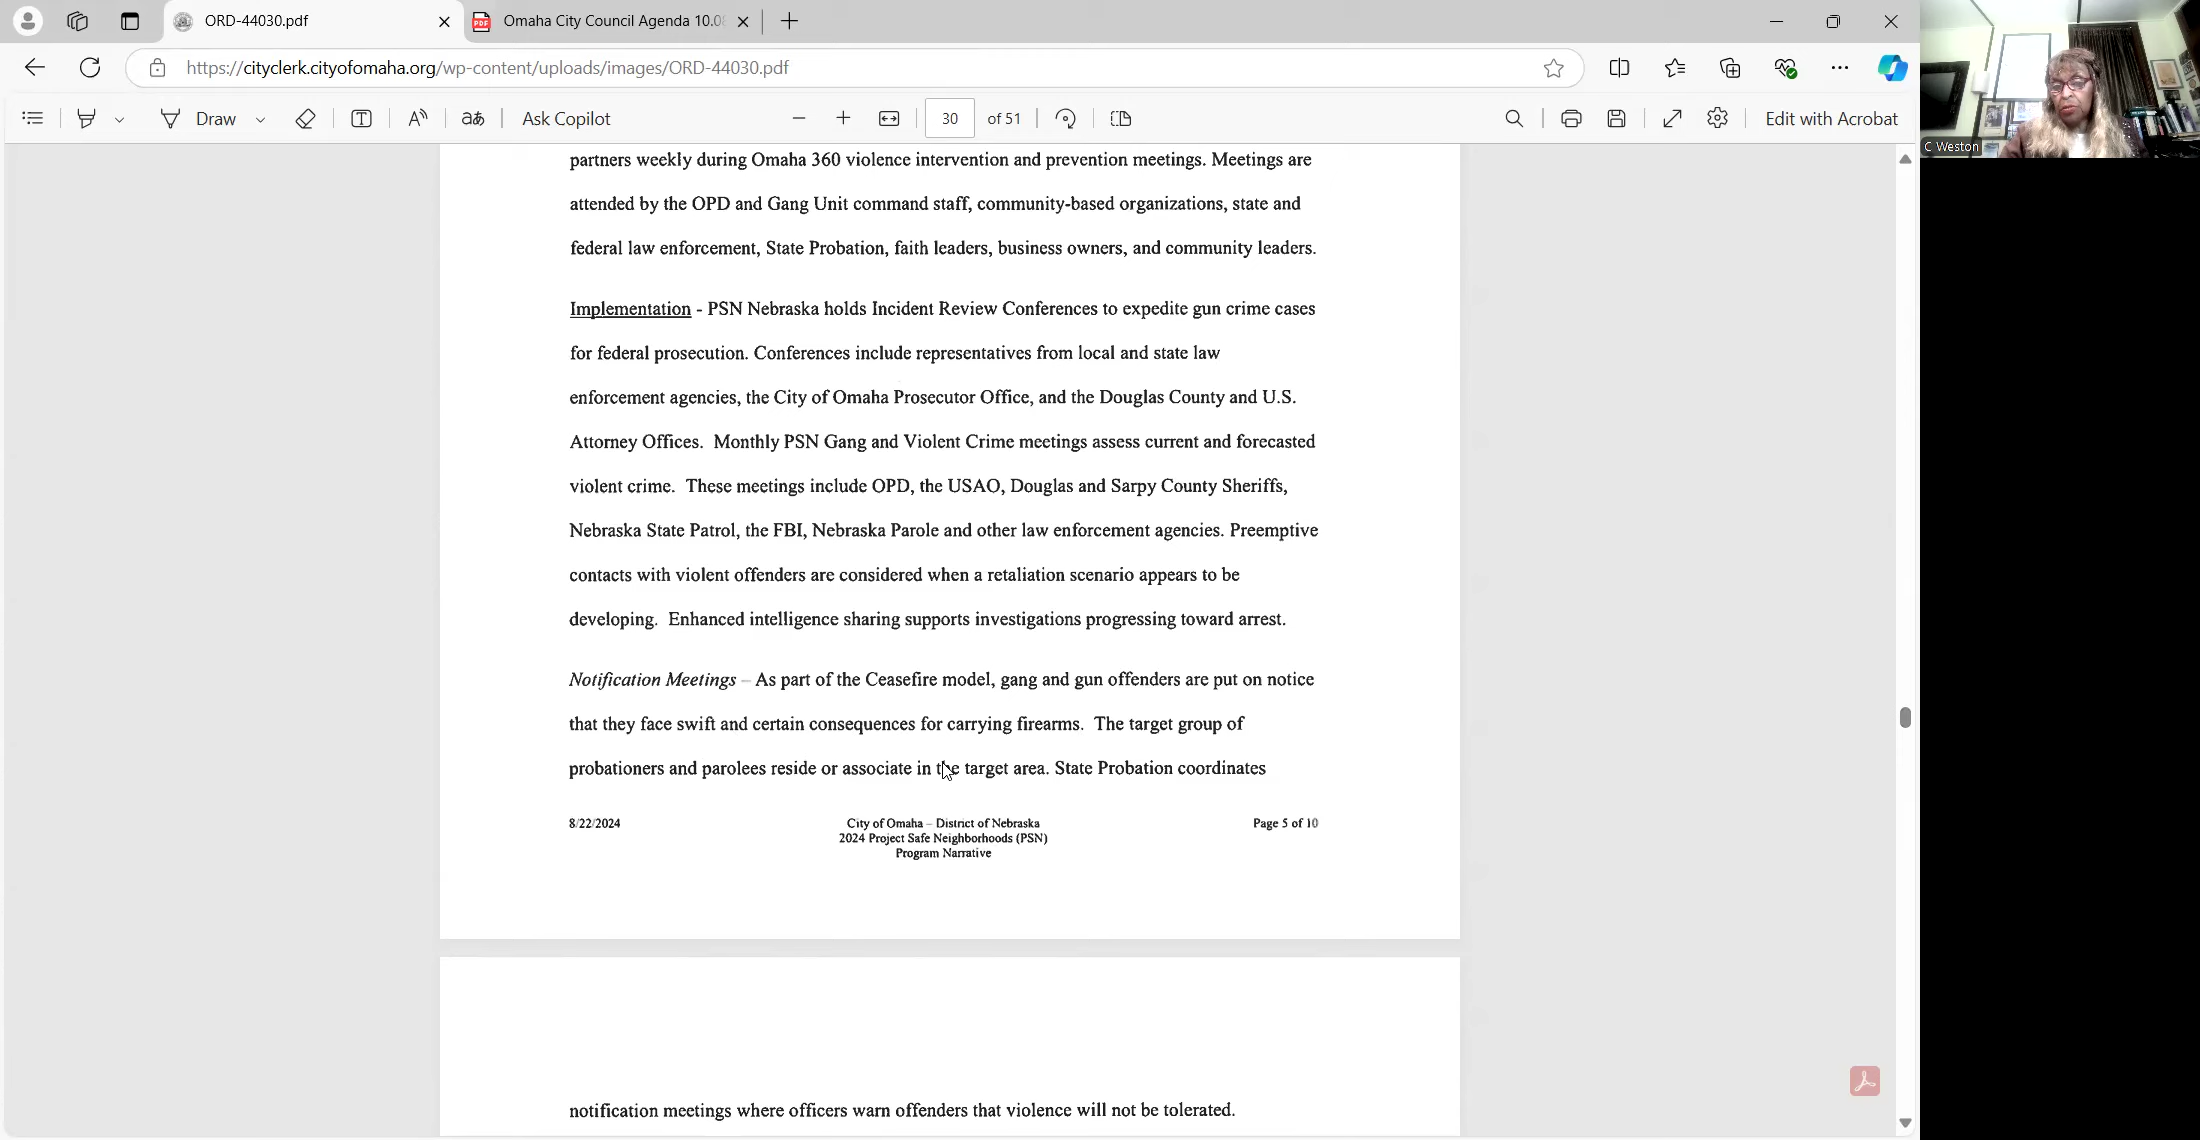 ORD-44030.pdf
Omaha City Council Agenda 10.08
https://cityclerk.cityofomaha.org/wp-content/uploads/images/ORD-44030.pdf
Draw
Ask Copilot
30 of 51
Edit with Acrobat
C Weston
partners weekly during Omaha 360 violence intervention and prevention meetings. Meetings are
attended by the OPD and Gang Unit command staff, community-based organizations, state and
federal law enforcement, State Probation, faith leaders, business owners, and community leaders.
Implementation - PSN Nebraska holds Incident Review Conferences to expedite gun crime cases
for federal prosecution. Conferences include representatives from local and state law
enforcement agencies, the City of Omaha Prosecutor Office, and the Douglas County and U.S.
Attorney Offices. Monthly PSN Gang and Violent Crime meetings assess current and forecasted
violent crime. These meetings include OPD, the USAO, Douglas and Sarpy County Sheriffs,
Nebraska State Patrol, the FBI, Nebraska Parole and other law enforcement agencies. Preemptive
contacts with violent offenders are considered when a retaliation scenario appears to be
developing. Enhanced intelligence sharing supports investigations progressing toward arrest.
Notification Meetings – As part of the Ceasefire model, gang and gun offenders are put on notice
that they face swift and certain consequences for carrying firearms. The target group of
probationers and parolees reside or associate in the target area. State Probation coordinates
8/22/2024
City of Omaha – District of Nebraska
2024 Project Safe Neighborhoods (PSN)
Program Narrative
Page 5 of 10
notification meetings where officers warn offenders that violence will not be tolerated.